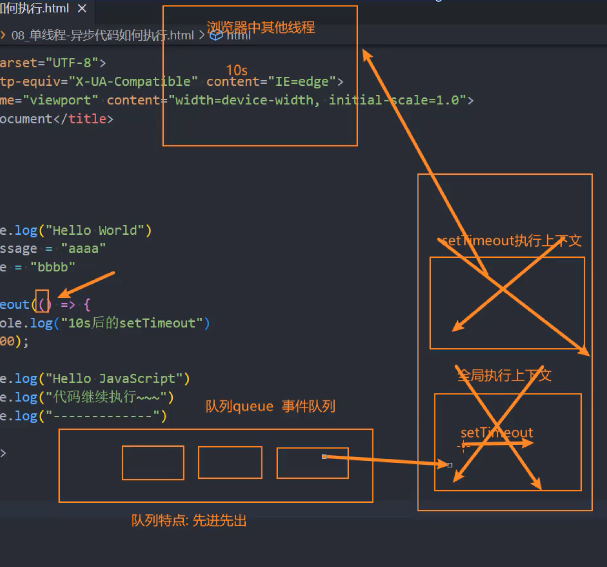 如何执行.html ×
> 08_单线程-异步代码如何执行.html > html
浏览器中其他线程
10s
arset="UTF-8">
tp-equiv="X-UA-Compatible" content="IE=edge">
me="viewport" content="width=device-width, initial-scale=1.0">
ocument</title>
setTimeout执行上下文
e.log("Hello World")
ssage = "aaaa"
e = "bbbb"
eout(() => {
ole.log("10s后的setTimeout")
00);
e.log("Hello JavaScript")
e.log("代码继续执行~~~")
e.log("-------------")
>
全局执行上下文
setTimeout
队列queue 事件队列
队列特点: 先进先出